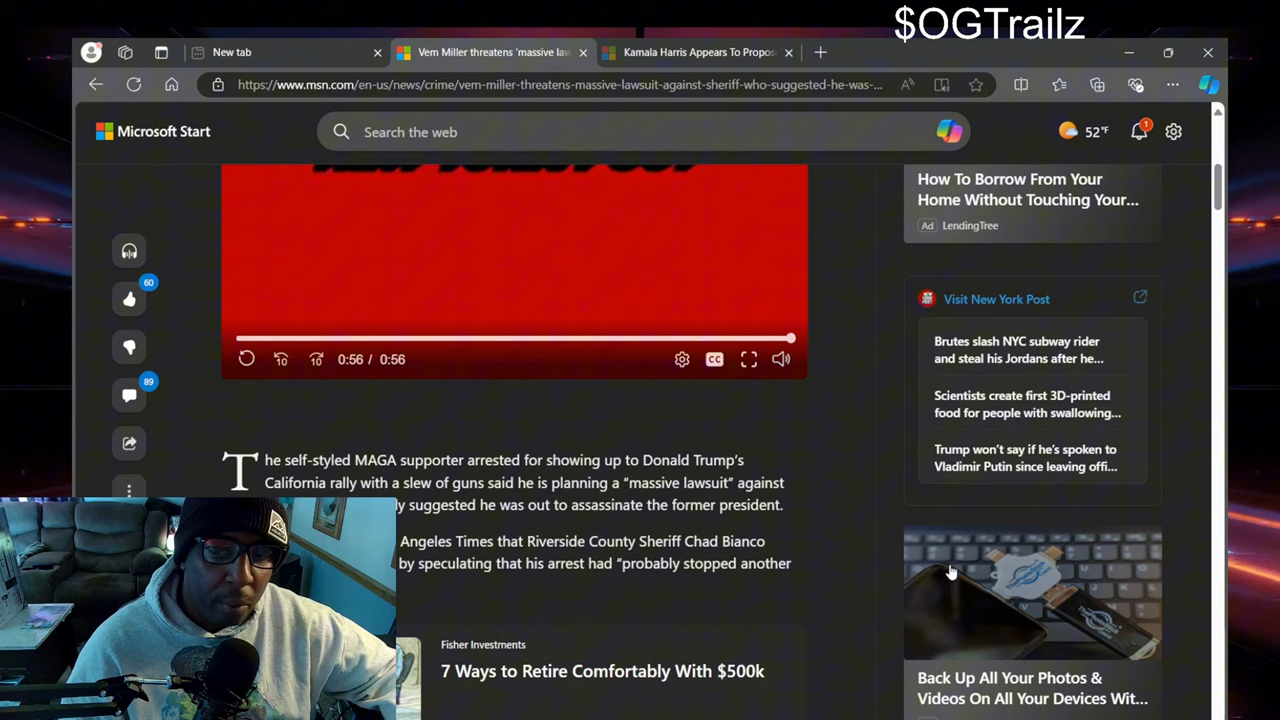 $OGTrailz
New tab
Vem Miller threatens 'massive law
Kamala Harris Appears To Propos
https://www.msn.com/en-us/news/crime/vem-miller-threatens-massive-lawsuit-against-sheriff-who-suggested-he-was-...
Microsoft Start
Search the web
52°F
1
How To Borrow From Your
Home Without Touching Your...
Ad LendingTree
60
89
10
10
0:56 / 0:56
CC
Visit New York Post
Brutes slash NYC subway rider
and steal his Jordans after he...
Scientists create first 3D-printed
food for people with swallowing...
Trump won't say if he's spoken to
Vladimir Putin since leaving offi...
The self-styled MAGA supporter arrested for showing up to Donald Trump's
California rally with a slew of guns said he is planning a "massive lawsuit" against
suggested he was out to assassinate the former president.
Angeles Times that Riverside County Sheriff Chad Bianco
by speculating that his arrest had "probably stopped another
Fisher Investments
7 Ways to Retire Comfortably With $500k
Back Up All Your Photos &
Videos On All Your Devices Wit...